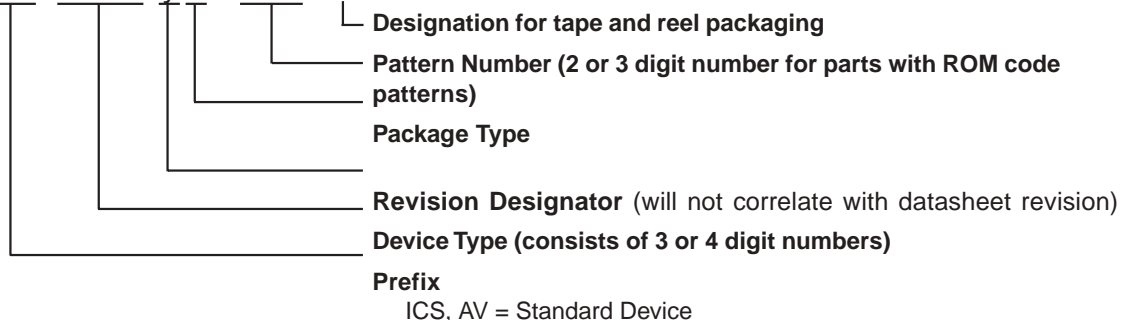 Designation for tape and reel packaging
Pattern Number (2 or 3 digit number for parts with ROM code
patterns)
Package Type
Revision Designator (will not correlate with datasheet revision)
Device Type (consists of 3 or 4 digit numbers)
Prefix
ICS, AV = Standard Device